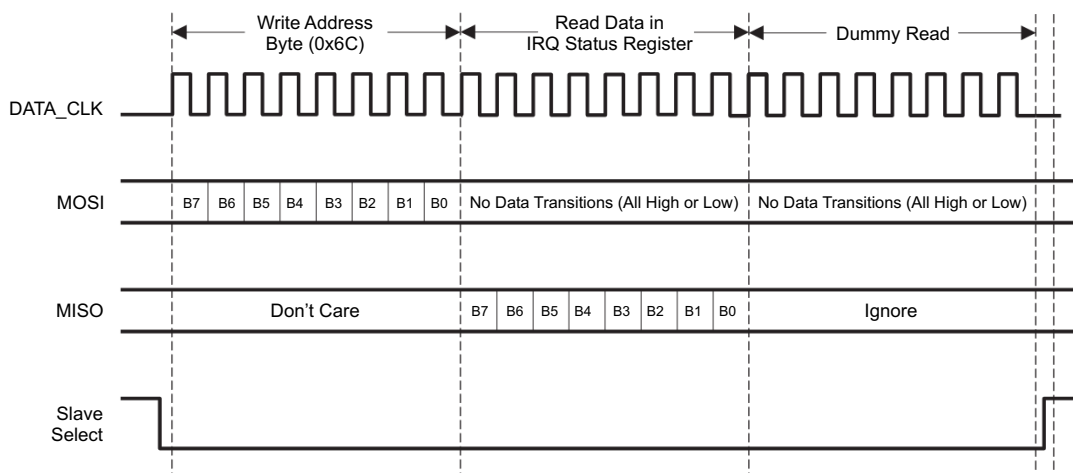 Write Address
Byte (0x6C)
Read Data in
IRQ Status Register
Dummy Read
DATA_CLK
MOSI
B7 B6 B5 B4 B3 B2 B1 B0
No Data Transitions (All High or Low)
No Data Transitions (All High or Low)
MISO
Don't Care
B7 B6 B5 B4 B3 B2 B1 B0
Ignore
Slave
Select